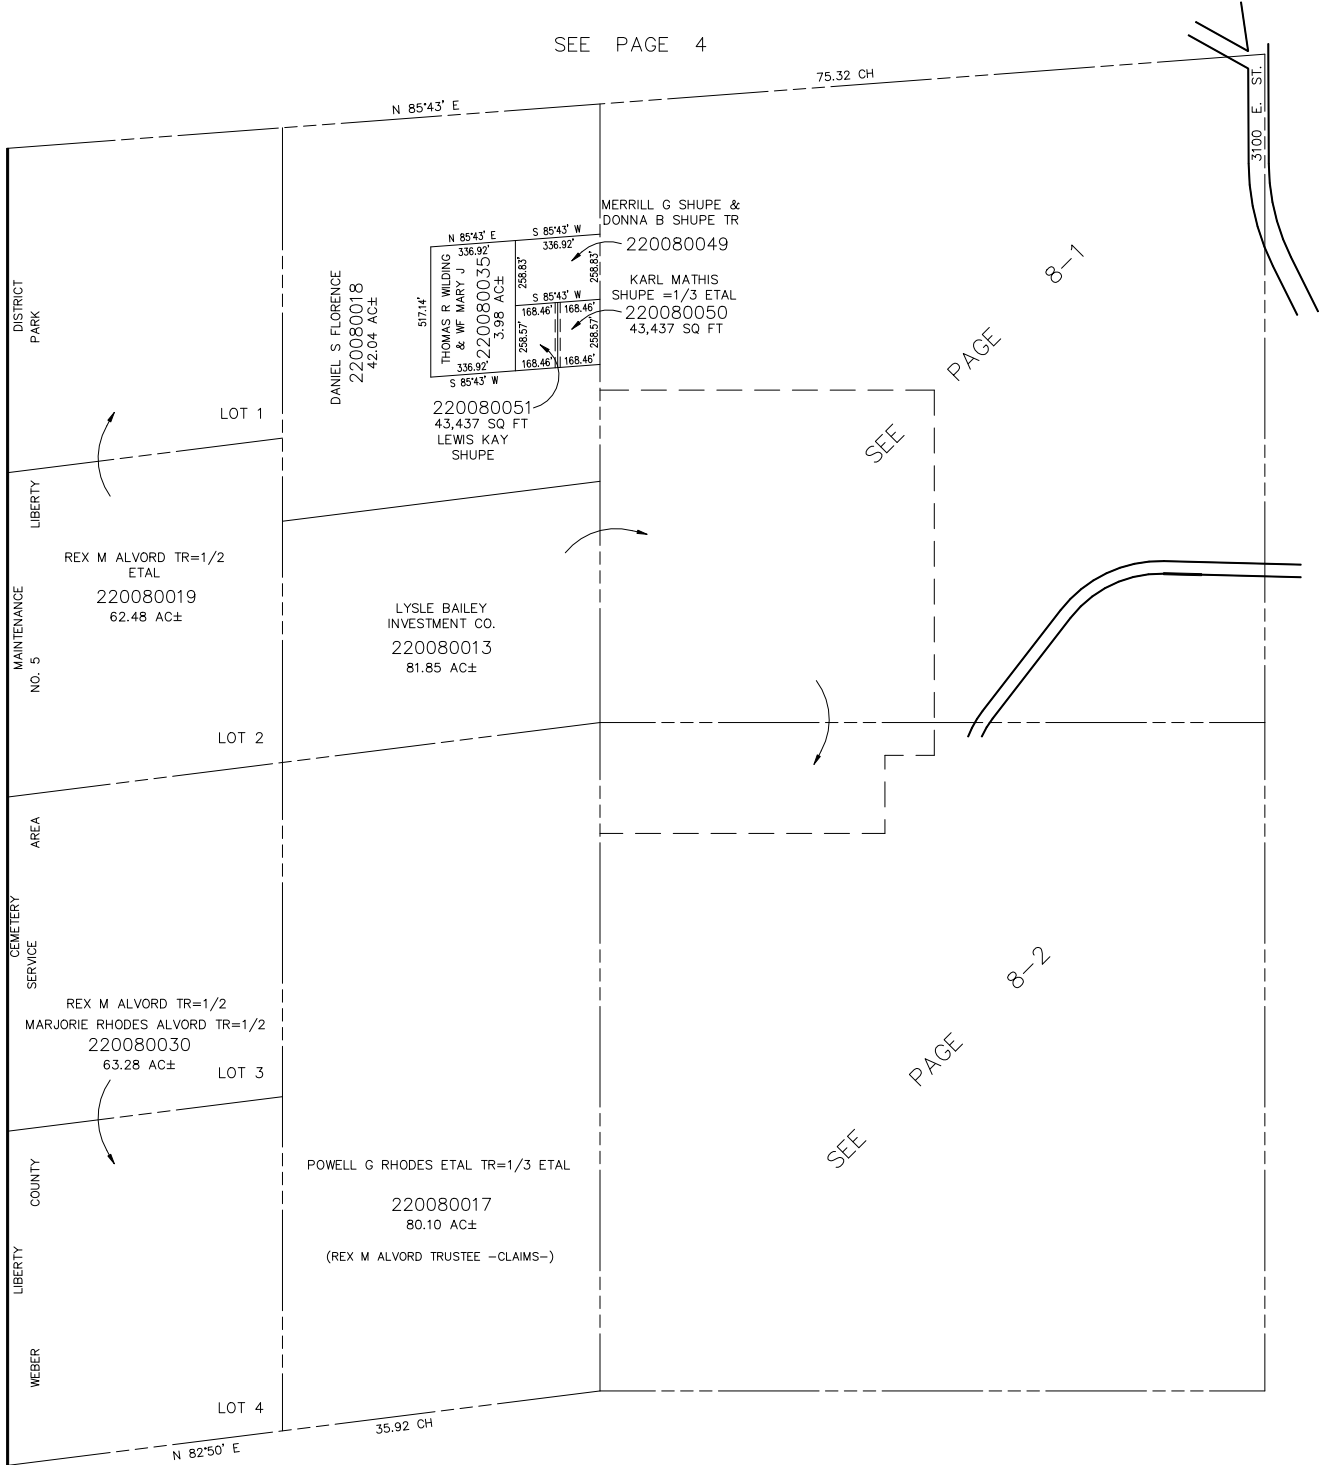 SEE PAGE 4
75.32 CH
N 85°43' E
3100 E. ST.
MERRILL G SHUPE &
DONNA B SHUPE TR
220080049
N 85°43' E
336.92'
S 85°43' W
336.92'
258.83'
258.83'
KARL MATHIS
SHUPE =1/3 ETAL
220080050
43,437 SQ FT
517.14'
THOMAS R WILDING
& WF MARY J
220080035
3.98 AC±
336.92'
S 85°43' W
S 85°43' W
168.46'
168.46'
258.57'
258.57'
168.46'
168.46'
220080051
43,437 SQ FT
LEWIS KAY
SHUPE
DANIEL S FLORENCE
220080018
42.04 AC±
DISTRICT
PARK
LOT 1
SEE PAGE 8-1
LIBERTY
REX M ALVORD TR=1/2
ETAL
220080019
62.48 AC±
MAINTENANCE
NO. 5
LOT 2
LYSLE BAILEY
INVESTMENT CO.
220080013
81.85 AC±
AREA
CEMETERY
SERVICE
REX M ALVORD TR=1/2
MARJORIE RHODES ALVORD TR=1/2
220080030
63.28 AC±
LOT 3
SEE PAGE 8-2
COUNTY
POWELL G RHODES ETAL TR=1/3 ETAL
220080017
80.10 AC±
(REX M ALVORD TRUSTEE -CLAIMS-)
LIBERTY
WEBER
LOT 4
35.92 CH
N 82°50' E